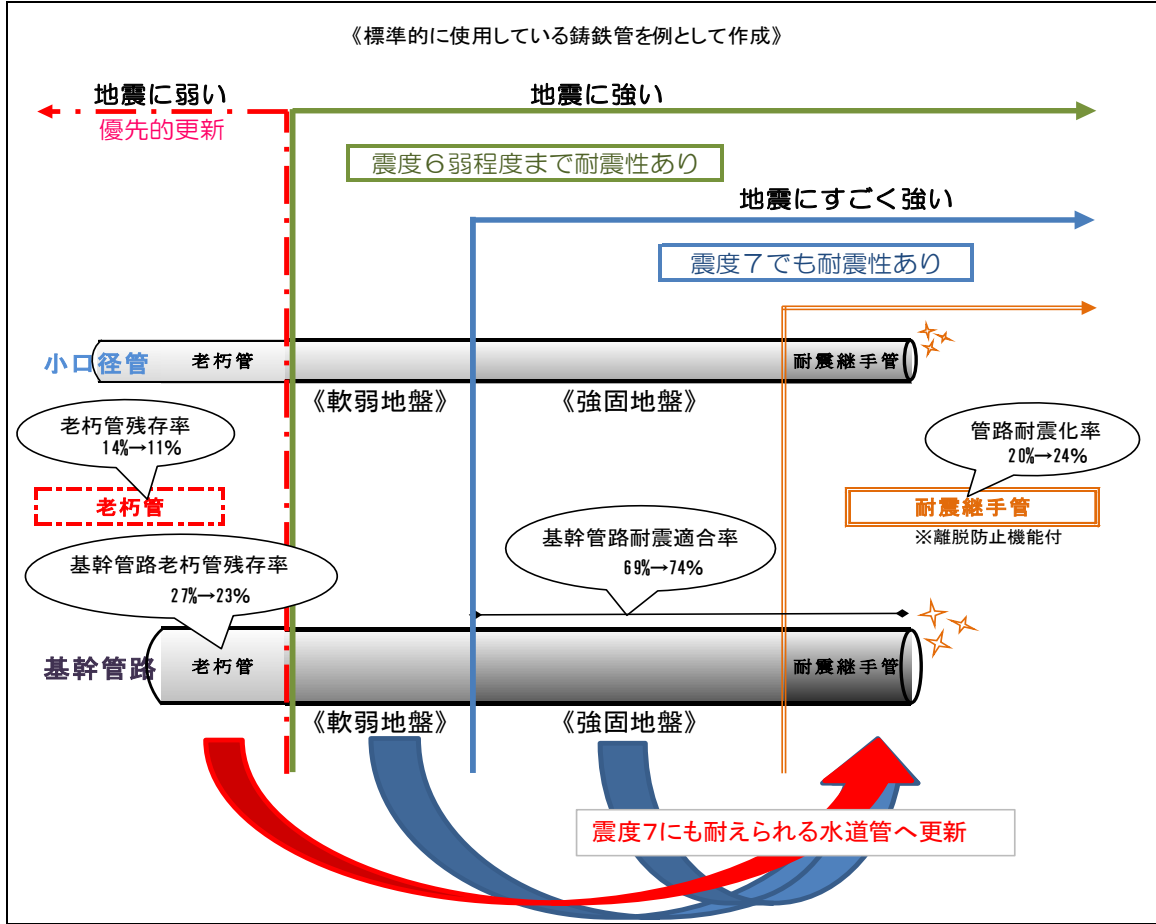 《標準的に使用している鋳鉄管を例として作成》
地震に弱い
地震に強い
優先的更新
震度６弱程度まで耐震性あり
地震にすごく強い
震度７でも耐震性あり
小口径管
老朽管
耐震継手管
《軟弱地盤》
《強固地盤》
老朽管残存率
14%→11%
管路耐震化率
20%→24%
老朽管
耐震継手管
※離脱防止機能付
基幹管路耐震適合率
69%→74%
基幹管路老朽管残存率
27%→23%
基幹管路
老朽管
耐震継手管
《軟弱地盤》
《強固地盤》
震度7にも耐えられる水道管へ更新